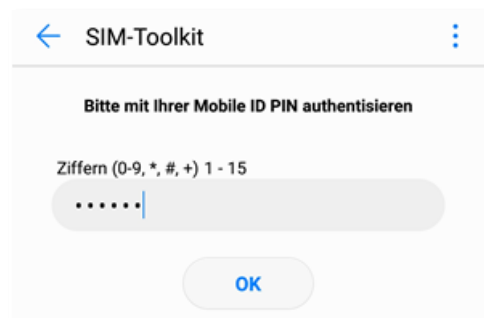 SIM-Toolkit
Bitte mit Ihrer Mobile ID PIN authentisieren
Ziffern (0-9, *, #, +) 1 - 15
••••••
OK